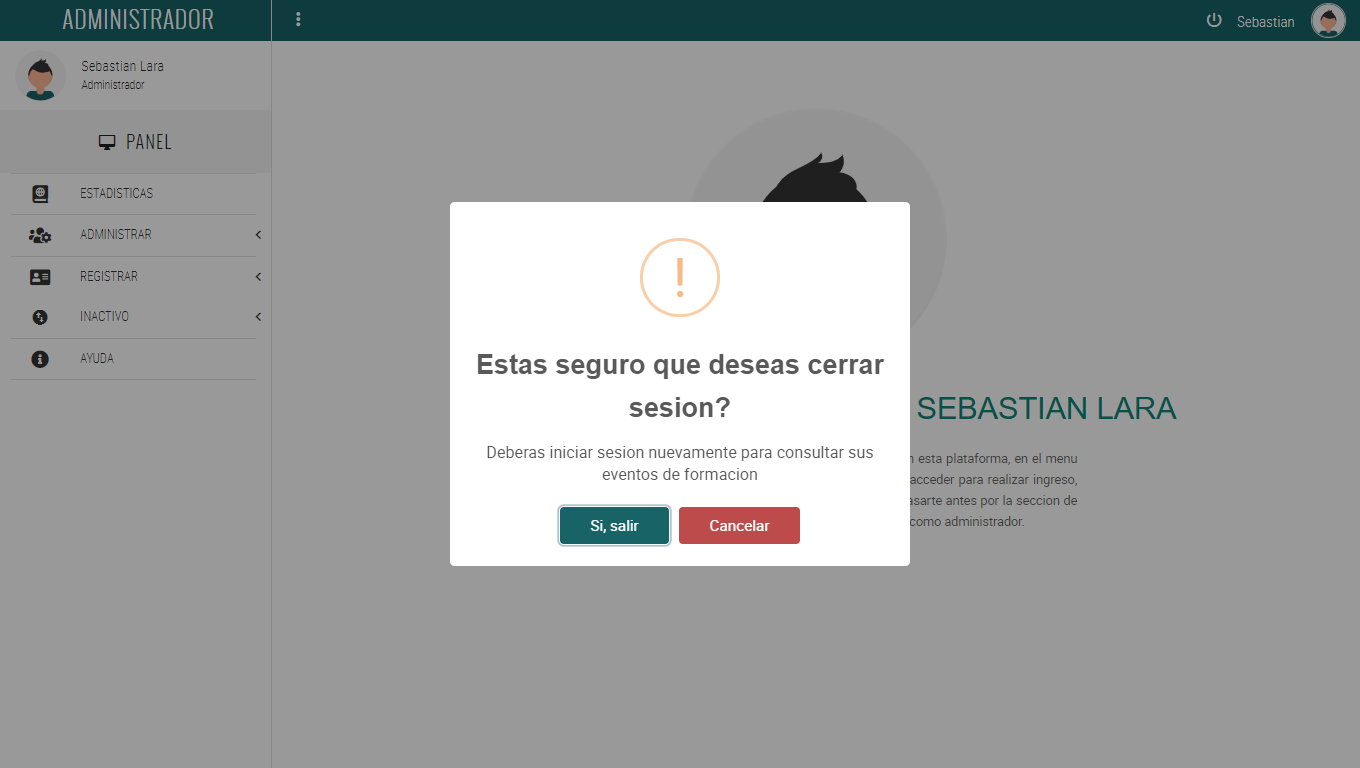 ADMINISTRADOR
Sebastian
Sebastian Lara
Administrador
PANEL
ESTADISTICAS
ADMINISTRAR
REGISTRAR
INACTIVO
AYUDA
Estas seguro que deseas cerrar
sesion?
Deberas iniciar sesion nuevamente para consultar sus
eventos de formacion
Si, salir
Cancelar
SEBASTIAN LARA
esta plataforma, en el menu
acceder para realizar ingreso,
antes por la seccion de
como administrador.